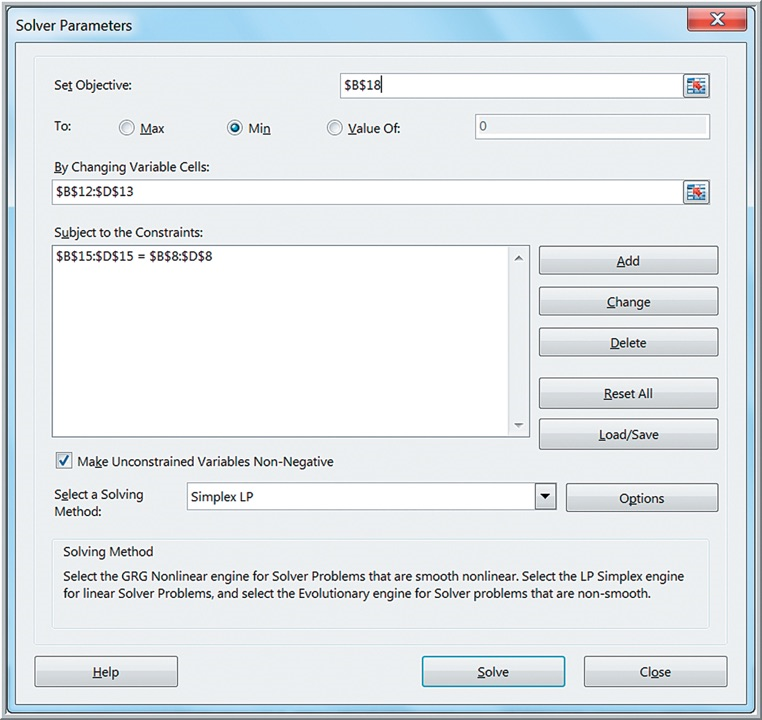 Solver Parameters
Set Objective: $B$18
To: Max Min Value Of: 0
By Changing Variable Cells:
$B$12:$D$13
Subject to the Constraints:
$B$15:$D$15 = $B$8:$D$8
Add
Change
Delete
Reset All
Load/Save
Make Unconstrained Variables Non-Negative
Select a Solving
Method:
Simplex LP
Options
Solving Method
Select the GRG Nonlinear engine for Solver Problems that are smooth nonlinear. Select the LP Simplex engine
for linear Solver Problems, and select the Evolutionary engine for Solver problems that are non-smooth.
Help Solve Close